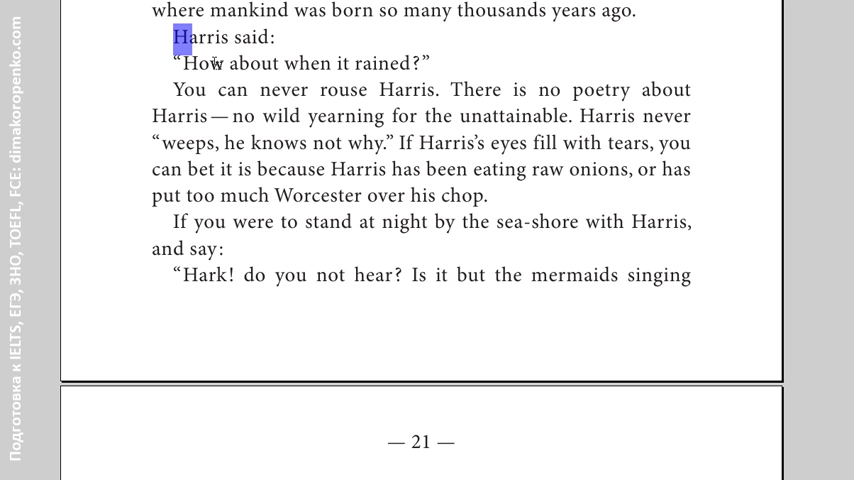 where mankind was born so many thousands years ago.
Harris said:
“How about when it rained?”
You can never rouse Harris. There is no poetry about
Harris — no wild yearning for the unattainable. Harris never
“weeps, he knows not why.” If Harris’s eyes fill with tears, you
can bet it is because Harris has been eating raw onions, or has
put too much Worcester over his chop.
If you were to stand at night by the sea-shore with Harris,
and say:
“Hark! do you not hear? Is it but the mermaids singing
— 21 —
Подготовка к IELTS, ЕГЭ, ЗНО, TOEFL, FCE: dimakoropenko.com